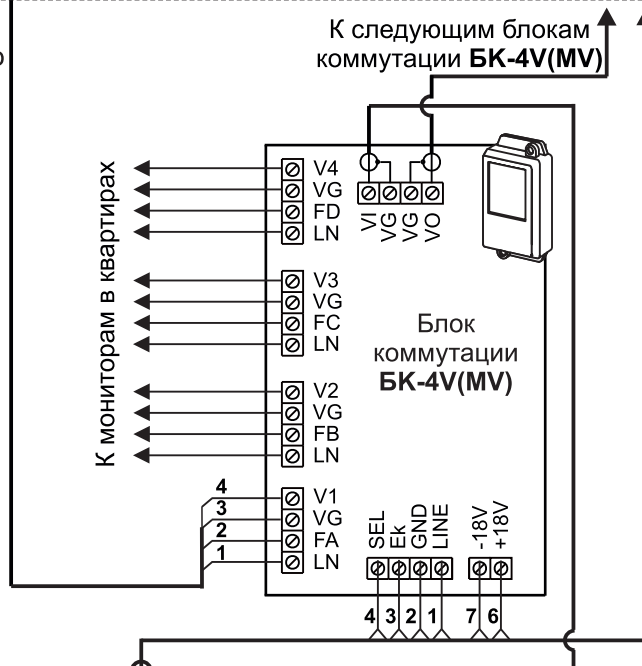 К следующим блокам
коммутации БК-4V(MV)
К мониторам в квартирах
V4
VG
FD
LN
VI
VG
VG
VO
V3
VG
FC
LN
Блок
коммутации
БК-4V(MV)
V2
VG
FB
LN
4 V1
3 VG
2 FA
1 LN
SEL
Ek
GND
LINE
-18V
+18V
4 3 2 1 7 6